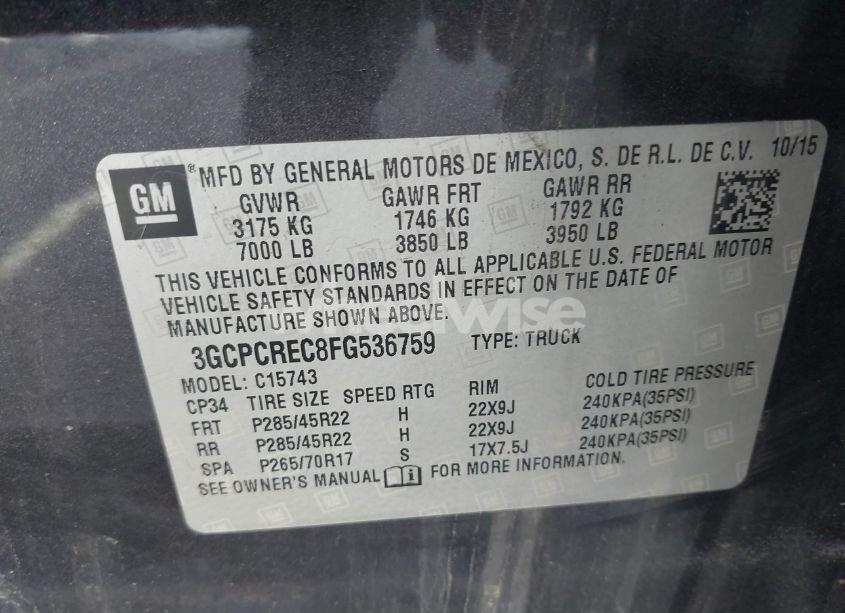 GM
® MFD BY GENERAL MOTORS DE MEXICO, S. DE R.L. DE C.V. 10/15
GVWR GAWR FRT GAWR RR
3175 KG 1746 KG 1792 KG
7000 LB 3850 LB 3950 LB
THIS VEHICLE CONFORMS TO ALL APPLICABLE U.S. FEDERAL MOTOR
VEHICLE SAFETY STANDARDS IN EFFECT ON THE DATE OF
MANUFACTURE SHOWN ABOVE.
3GCPCREC8FG536759 TYPE: TRUCK
MODEL: C15743
CP34 TIRE SIZE SPEED RTG RIM COLD TIRE PRESSURE
FRT P285/45R22 H 22X9J 240KPA(35PSI)
RR P285/45R22 H 22X9J 240KPA(35PSI)
SPA P265/70R17 S 17X7.5J 240KPA(35PSI)
SEE OWNER'S MANUAL i FOR MORE INFORMATION.